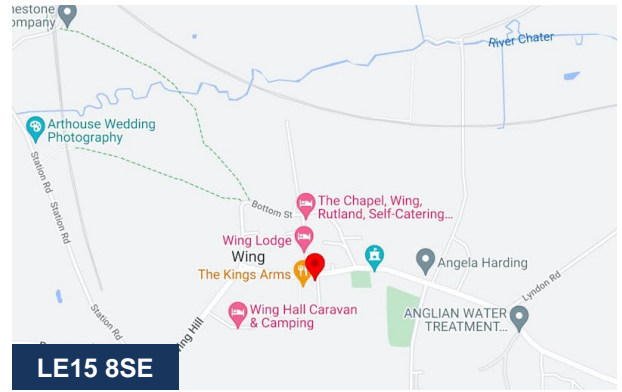 nestone
ompany
River Chater
Arthouse Wedding
Photography
Station Rd
Station Rd
Bottom St
The Chapel, Wing,
Rutland, Self-Catering...
Wing Lodge
Wing
The Kings Arms
Angela Harding
Lyndon Rd
Wing Hall Caravan
& Camping
ANGLIAN WATER
TREATMENT...
Station Rd
ing Hill
LE15 8SE